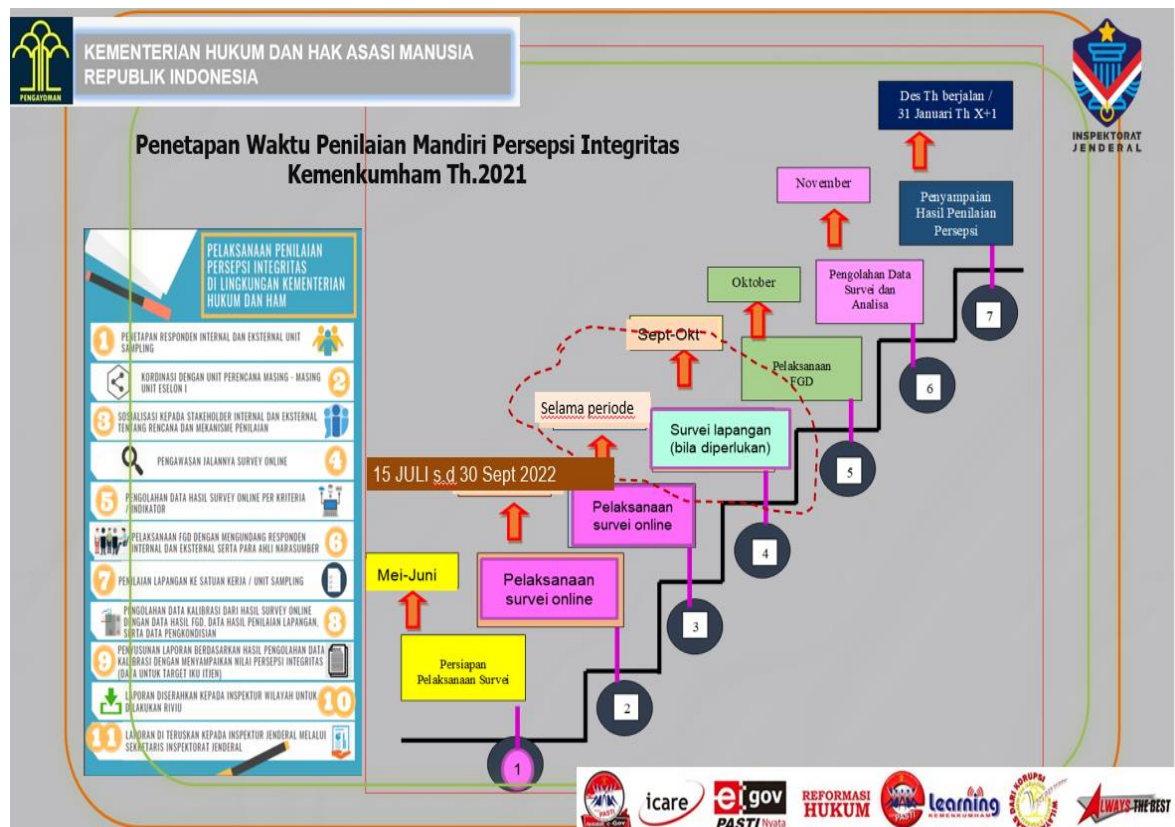 KEMENTERIAN HUKUM DAN HAK ASASI MANUSIA
REPUBLIK INDONESIA
PENGAYOMAN
INSPEKTORAT
JENDERAL
Penetapan Waktu Penilaian Mandiri Persepsi Integritas
Kemenkumham Th.2021
PELAKSANAAN PENILAIAN
PERSEPSI INTEGRITAS
DI LINGKUNGAN KEMENTERIAN
HUKUM DAN HAM
1 PENETAPAN RESPONDEN INTERNAL DAN EKSTERNAL UNIT
SAMPLING
KORDINASI DENGAN UNIT PERENCANA MASING - MASING
UNIT ESELON I 2
3 SOSIALISASI KEPADA STAKEHOLDER INTERNAL DAN EKSTERNAL
TENTANG RENCANA DAN MEKANISME PENILAIAN
PENGAWASAN JALANNYA SURVEY ONLINE 4
5 PENGOLAHAN DATA HASIL SURVEY ONLINE PER KRITERIA
/ INDIKATOR
PELAKSANAAN FGD DENGAN MENGUNDANG RESPONDEN
INTERNAL DAN EKSTERNAL SERTA PARA AHLI NARASUMBER 6
7 PENILAIAN LAPANGAN KE SATUAN KERJA / UNIT SAMPLING
PENGOLAHAN DATA KALIBRASI DARI HASIL SURVEY ONLINE
DENGAN DATA HASIL FGD, DATA HASIL PENILAIAN LAPANGAN,
SERTA DATA PENGKONDISIAN 8
9 PENYUSUNAN LAPORAN BERDASARKAN HASIL PENGOLAHAN DATA
KALIBRASI DENGAN MENYAMPAIKAN NILAI PERSEPSI INTEGRITAS
(DATA UNTUK TARGET IKU ITJEN)
LAPORAN DISERAHKAN KEPADA INSPEKTUR WILAYAH UNTUK
DILAKUKAN RIVIU 10
11 LAPORAN DI TERUSKAN KEPADA INSPEKTUR JENDERAL MELALUI
SEKRETARIS INSPEKTORAT JENDERAL
Mei-Juni
Persiapan
Pelaksanaan Survei
1
15 JULI s.d 30 Sept 2022
Pelaksanaan
survei online
2
Selama periode
Pelaksanaan
survei online
3
Sept-Okt
Survei lapangan
(bila diperlukan)
4
Oktober
Pelaksanaan
FGD
5
November
Pengolahan Data
Survei dan
Analisa
6
Des Th berjalan /
31 Januari Th X+1
Penyampaian
Hasil Penilaian
Persepsi
7
PASTI
icare
e-gov
PASTI Nyata
REFORMASI
HUKUM
PASTI
Learning
KEMENKUMHAM
BEBAS DARI KORUPSI
WILAYAH
ALWAYS THE BEST